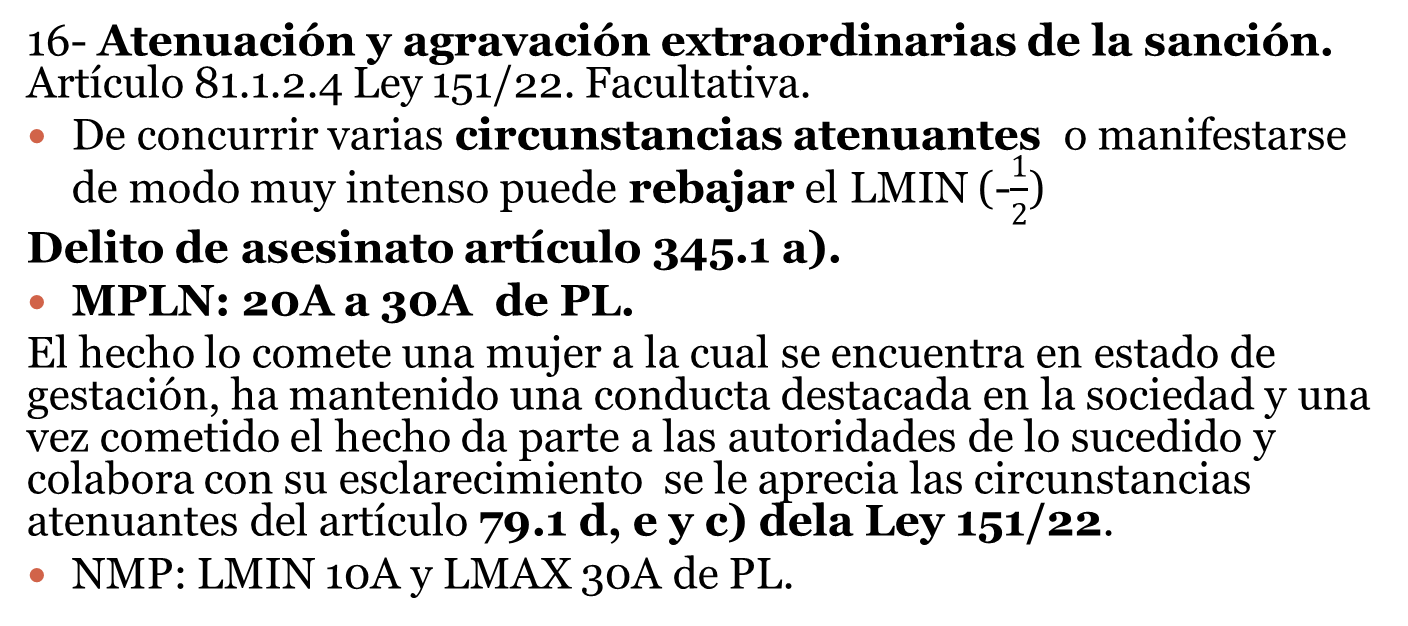 16- Atenuación y agravación extraordinarias de la sanción.
Artículo 81.1.2.4 Ley 151/22. Facultativa.
• De concurrir varias circunstancias atenuantes  o manifestarse
de modo muy intenso puede rebajar el LMIN (-1/2)
Delito de asesinato artículo 345.1 a).
• MPLN: 20A a 30A  de PL.
El hecho lo comete una mujer a la cual se encuentra en estado de
gestación, ha mantenido una conducta destacada en la sociedad y una
vez cometido el hecho da parte a las autoridades de lo sucedido y
colabora con su esclarecimiento  se le aprecia las circunstancias
atenuantes del artículo 79.1 d, e y c) dela Ley 151/22.
• NMP: LMIN 10A y LMAX 30A de PL.